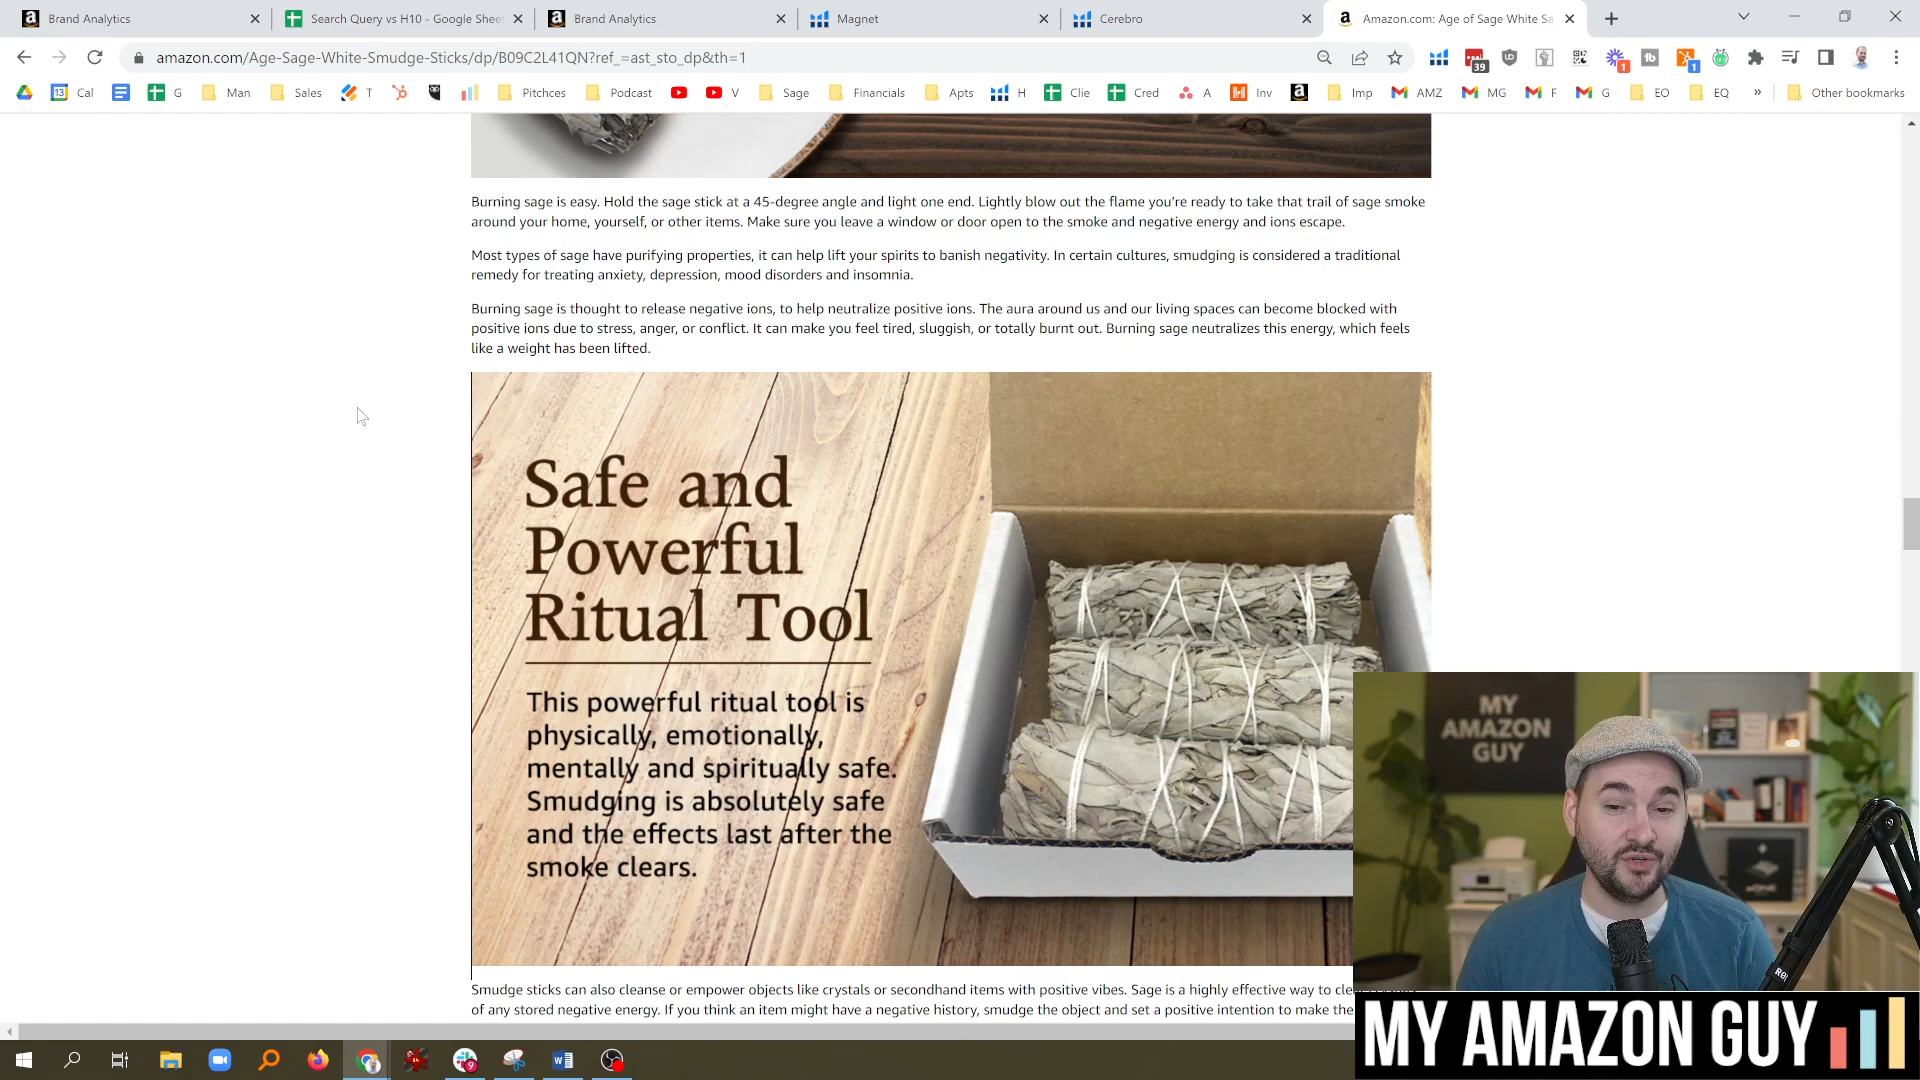 Brand Analytics
Search Query vs H10 - Google Shee
Brand Analytics
Magnet
Cerebro
Amazon.com: Age of Sage White Sa
amazon.com/Age-Sage-White-Smudge-Sticks/dp/B09C2L41QN?ref_=ast_sto_dp&th=1
39
1
1
13 Cal
G
Man
Sales
T
Pitchces
Podcast
V
Sage
Financials
Apts
H
Clie
Cred
A
Inv
Imp
AMZ
MG
F
G
EO
EQ
»
Other bookmarks
Burning sage is easy. Hold the sage stick at a 45-degree angle and light one end. Lightly blow out the flame you’re ready to take that trail of sage smoke
around your home, yourself, or other items. Make sure you leave a window or door open to the smoke and negative energy and ions escape.
Most types of sage have purifying properties, it can help lift your spirits to banish negativity. In certain cultures, smudging is considered a traditional
remedy for treating anxiety, depression, mood disorders and insomnia.
Burning sage is thought to release negative ions, to help neutralize positive ions. The aura around us and our living spaces can become blocked with
positive ions due to stress, anger, or conflict. It can make you feel tired, sluggish, or totally burnt out. Burning sage neutralizes this energy, which feels
like a weight has been lifted.
Safe and
Powerful
Ritual Tool
This powerful ritual tool is
physically, emotionally,
mentally and spiritually safe.
Smudging is absolutely safe
and the effects last after the
smoke clears.
MY
AMAZON
GUY
Smudge sticks can also cleanse or empower objects like crystals or secondhand items with positive vibes. Sage is a highly effective way to cle
of any stored negative energy. If you think an item might have a negative history, smudge the object and set a positive intention to make the
MY AMAZON GUY
9